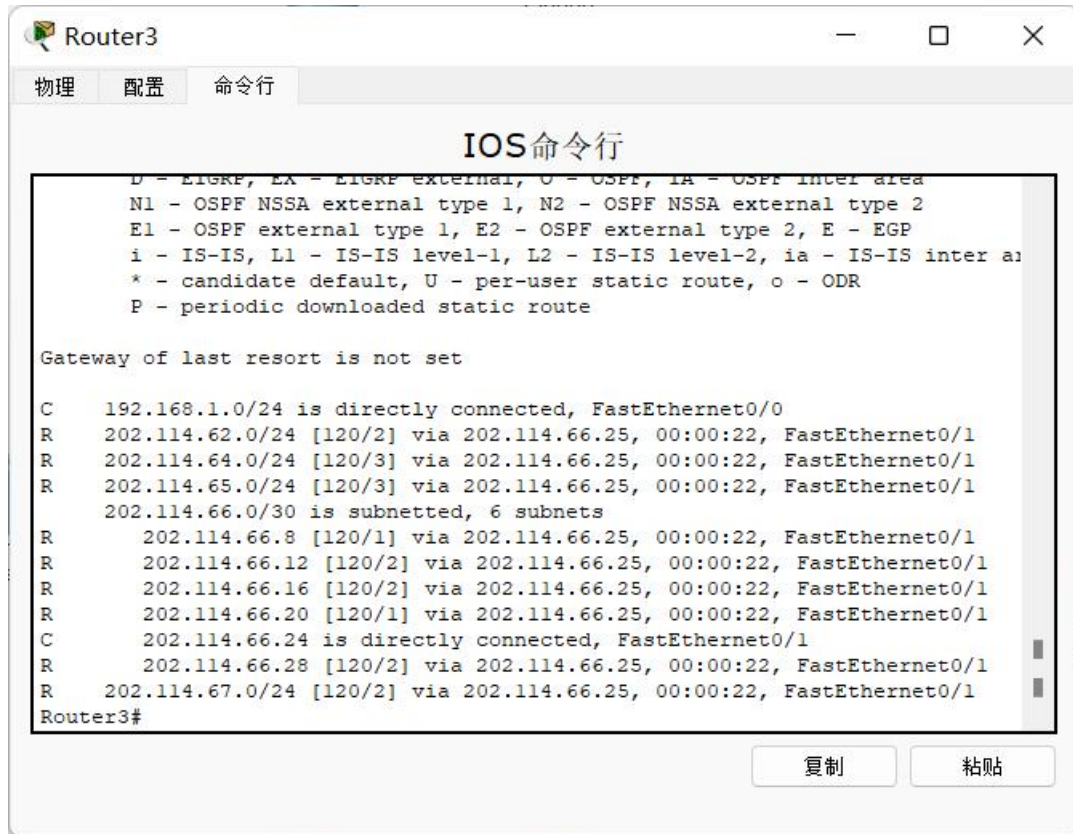 Router3
物理 配置 命令行
IOS命令行
D - EIGRP, EX - EIGRP external, O - OSPF, IA - OSPF inter area
N1 - OSPF NSSA external type 1, N2 - OSPF NSSA external type 2
E1 - OSPF external type 1, E2 - OSPF external type 2, E - EGP
i - IS-IS, L1 - IS-IS level-1, L2 - IS-IS level-2, ia - IS-IS inter
* - candidate default, U - per-user static route, o - ODR
P - periodic downloaded static route
Gateway of last resort is not set
C 192.168.1.0/24 is directly connected, FastEthernet0/0
R 202.114.62.0/24 [120/2] via 202.114.66.25, 00:00:22, FastEthernet0/1
R 202.114.64.0/24 [120/3] via 202.114.66.25, 00:00:22, FastEthernet0/1
R 202.114.65.0/24 [120/3] via 202.114.66.25, 00:00:22, FastEthernet0/1
202.114.66.0/30 is subnetted, 6 subnets
R 202.114.66.8 [120/1] via 202.114.66.25, 00:00:22, FastEthernet0/1
R 202.114.66.12 [120/2] via 202.114.66.25, 00:00:22, FastEthernet0/1
R 202.114.66.16 [120/2] via 202.114.66.25, 00:00:22, FastEthernet0/1
R 202.114.66.20 [120/1] via 202.114.66.25, 00:00:22, FastEthernet0/1
C 202.114.66.24 is directly connected, FastEthernet0/1
R 202.114.66.28 [120/2] via 202.114.66.25, 00:00:22, FastEthernet0/1
R 202.114.67.0/24 [120/2] via 202.114.66.25, 00:00:22, FastEthernet0/1
Router3#
复制 粘贴